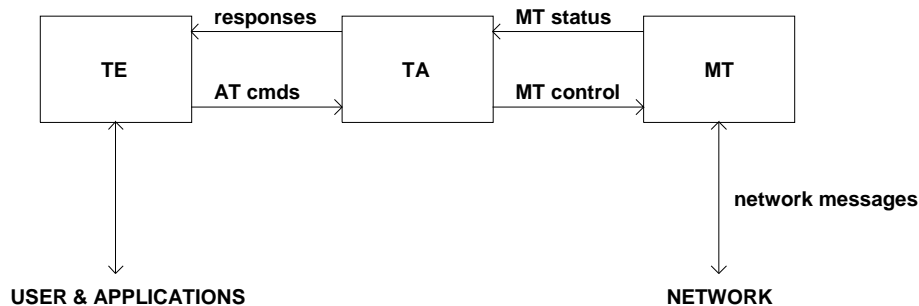 responses
MT status
TE
TA
MT
AT cmds
MT control
network messages
USER & APPLICATIONS
NETWORK